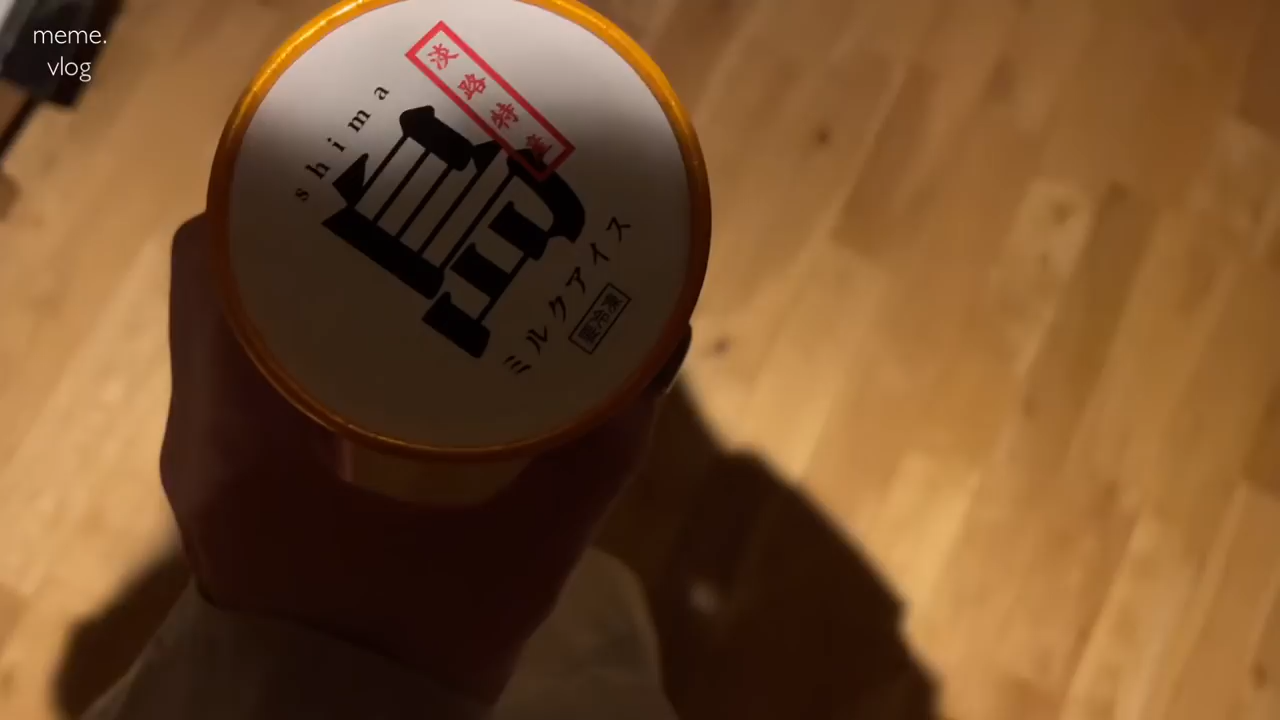 meme.
vlog
淡路特産
shima
島
ミルクアイス
要冷凍